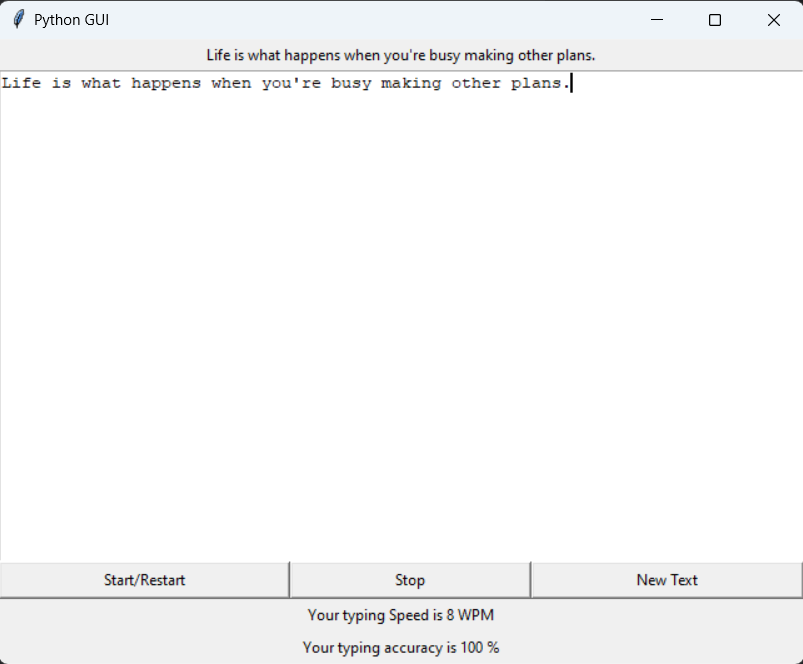 Python GUI
Life is what happens when you're busy making other plans.
Life is what happens when you're busy making other plans.
Start/Restart
Stop
New Text
Your typing Speed is 8 WPM
Your typing accuracy is 100 %